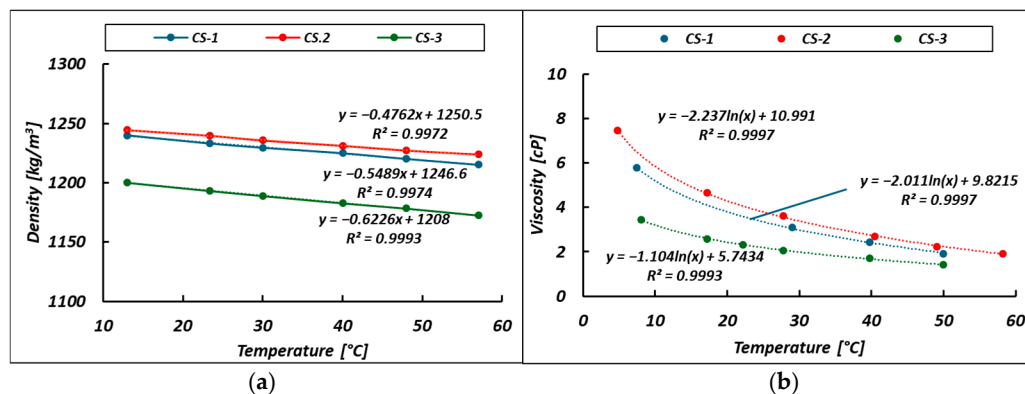 CS-1 CS.2 CS-3
1300
1250
1200
1150
1100
10 20 30 40 50 60
Density [kg/m³]
Temperature [°C]
y = −0.4762x + 1250.5
R² = 0.9972
y = −0.5489x + 1246.6
R² = 0.9974
y = −0.6226x + 1208
R² = 0.9993
(a)
CS-1 CS-2 CS-3
10
8
6
4
2
0
0 10 20 30 40 50 60
Viscosity [cP]
Temperature [°C]
y = −2.237ln(x) + 10.991
R² = 0.9997
y = −2.011ln(x) + 9.8215
R² = 0.9997
y = −1.104ln(x) + 5.7434
R² = 0.9993
(b)